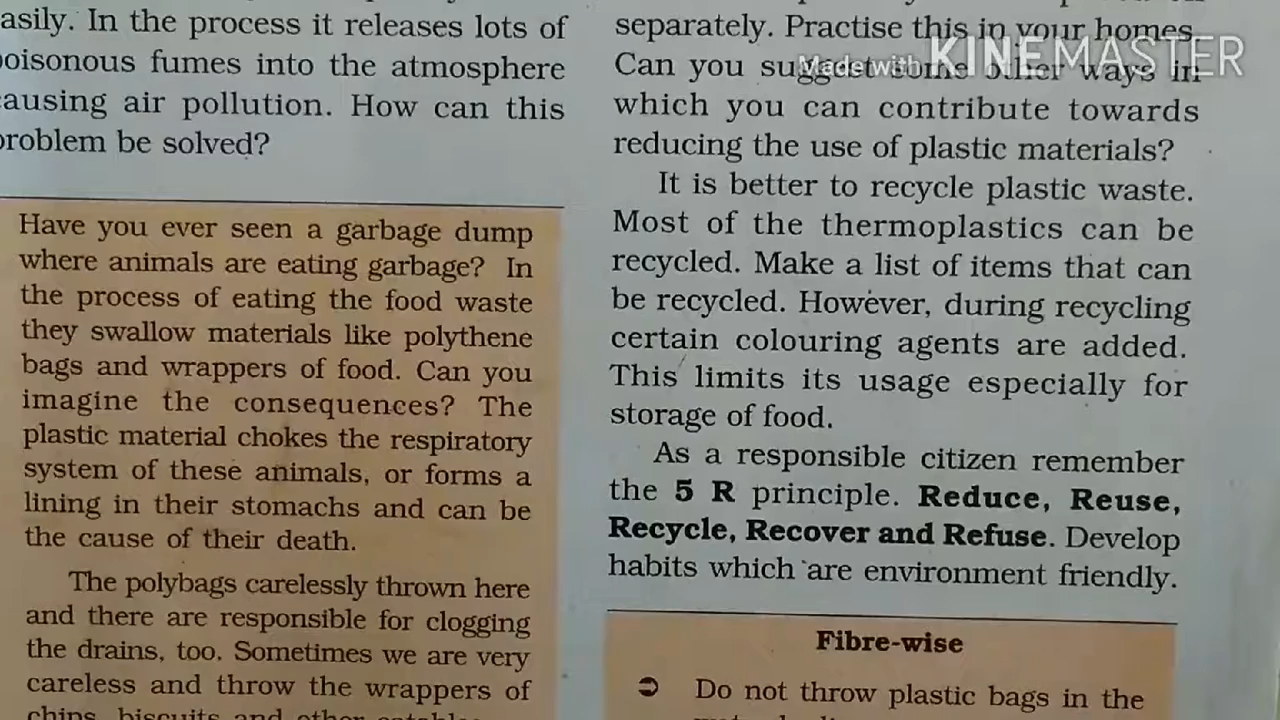 asily. In the process it releases lots of
oisonous fumes into the atmosphere
ausing air pollution. How can this
roblem be solved?
Have you ever seen a garbage dump
where animals are eating garbage? In
the process of eating the food waste
they swallow materials like polythene
bags and wrappers of food. Can you
imagine the consequences? The
plastic material chokes the respiratory
system of these animals, or forms a
lining in their stomachs and can be
the cause of their death.
The polybags carelessly thrown here
and there are responsible for clogging
the drains, too. Sometimes we are very
careless and throw the wrappers of
chips, biscuits and other eatables
separately. Practise this in your homes.
Can you suggest some other ways in
which you can contribute towards
reducing the use of plastic materials?
It is better to recycle plastic waste.
Most of the thermoplastics can be
recycled. Make a list of items that can
be recycled. However, during recycling
certain colouring agents are added.
This limits its usage especially for
storage of food.
As a responsible citizen remember
the 5 R principle. Reduce, Reuse,
Recycle, Recover and Refuse. Develop
habits which are environment friendly.
Fibre-wise
Do not throw plastic bags in the
Made with KINEMASTER